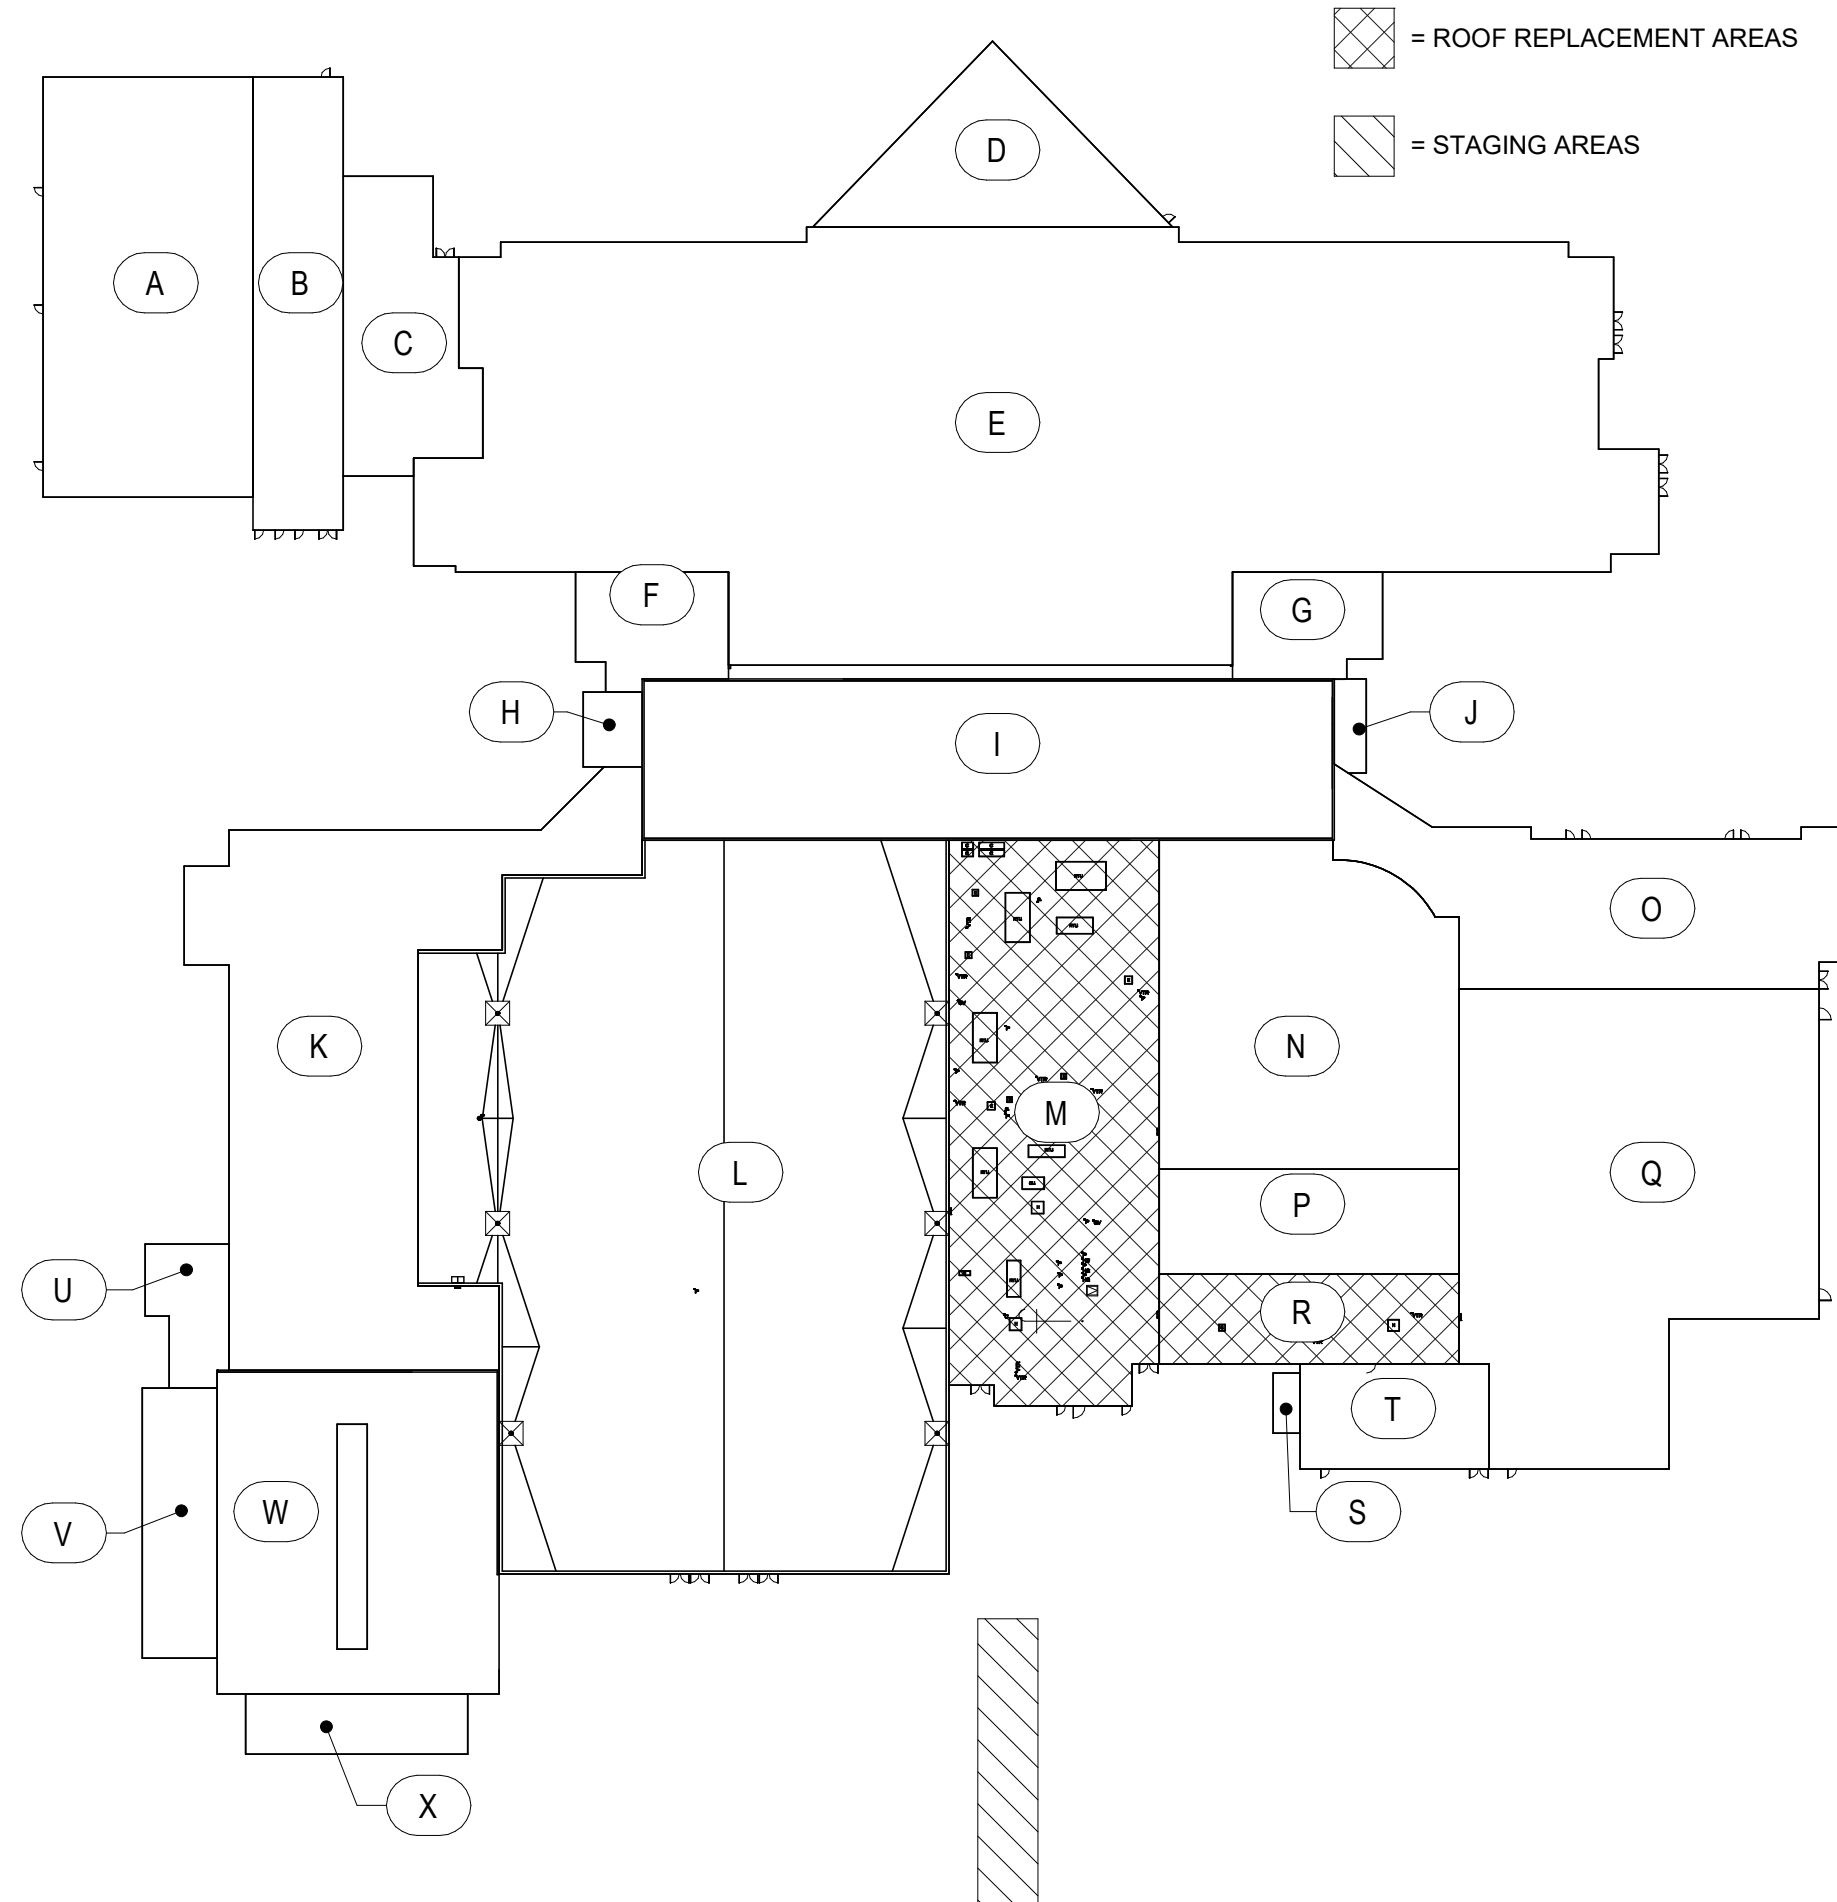 = ROOF REPLACEMENT AREAS
= STAGING AREAS
D
A
B
C
E
F
G
H
I
J
K
L
M
N
O
P
Q
R
S
T
U
V
W
X